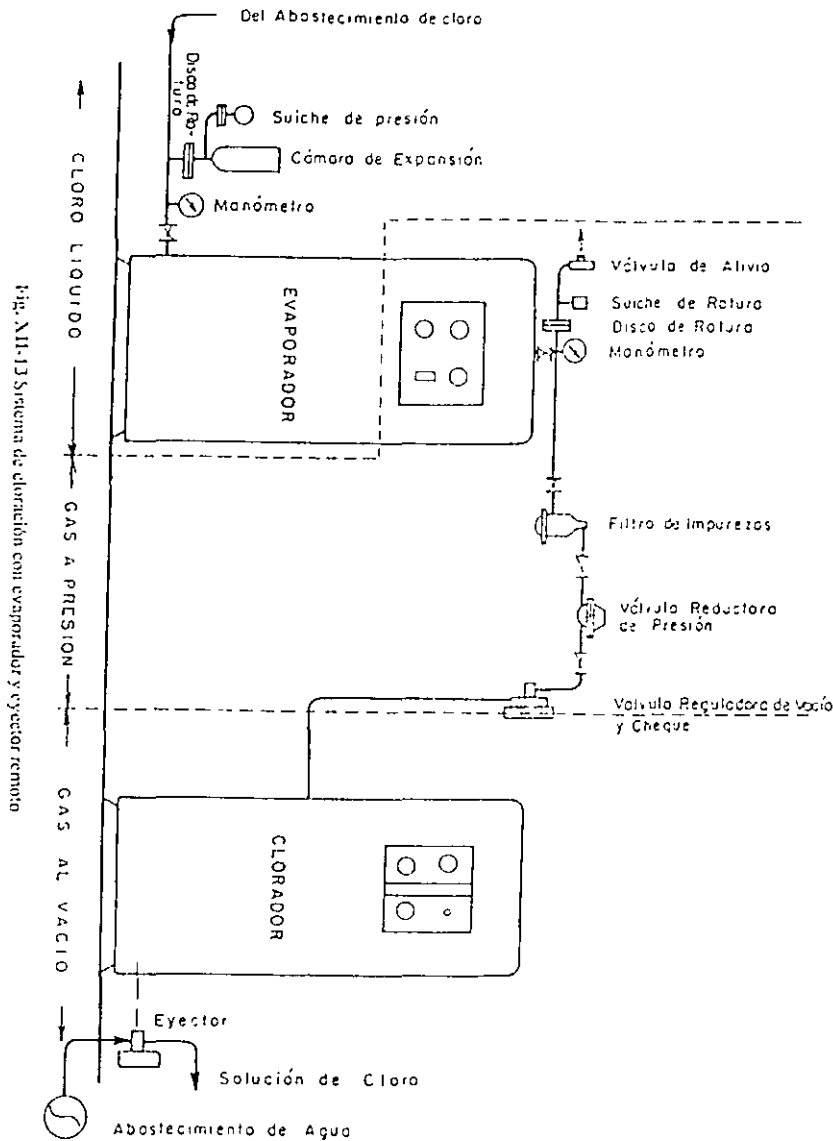 Del Abastecimiento de cloro
Disco de Ro-
tura
Suiche de presión
Cámara de Expansión
Manómetro
EVAPORADOR
Válvula de Alivio
Suiche de Rotura
Disco de Rotura
Manómetro
Filtro de Impurezas
Válvula Reductora
de Presión
Valvula Reguladora de Vacío
y Cheque
CLORADOR
Eyector
Solución de Cloro
Abastecimiento de Agua
CLORO LIQUIDO
GAS A PRESION
GAS AL VACIO
Fig. XII-13 Sistema de cloración con evaporador y eyector remoto